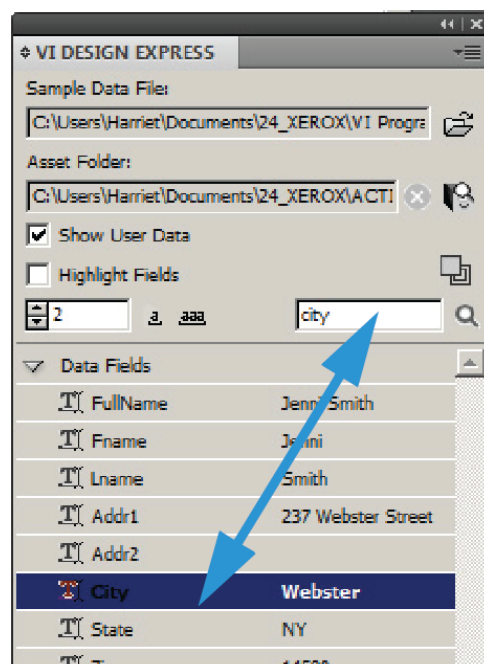 VI DESIGN EXPRESS
Sample Data File:
C:\Users\Harriet\Documents\24_XEROX\VI Progra
Asset Folder:
C:\Users\Harriet\Documents\24_XEROX\ACTI
Show User Data
Highlight Fields
2 a aaa city
Data Fields
FullName Jenni Smith
Fname Jenni
Lname Smith
Addr1 237 Webster Street
Addr2
City Webster
State NY